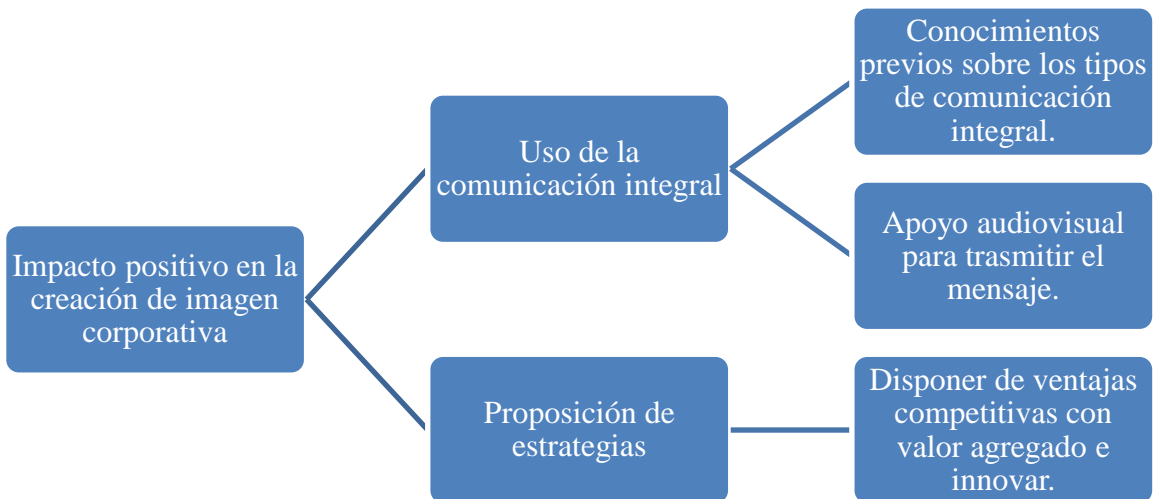 Impacto positivo en la
creación de imagen
corporativa
Uso de la
comunicación integral
Conocimientos
previos sobre los tipos
de comunicación
integral.
Apoyo audiovisual
para trasmitir el
mensaje.
Proposición de
estrategias
Disponer de ventajas
competitivas con
valor agregado e
innovar.